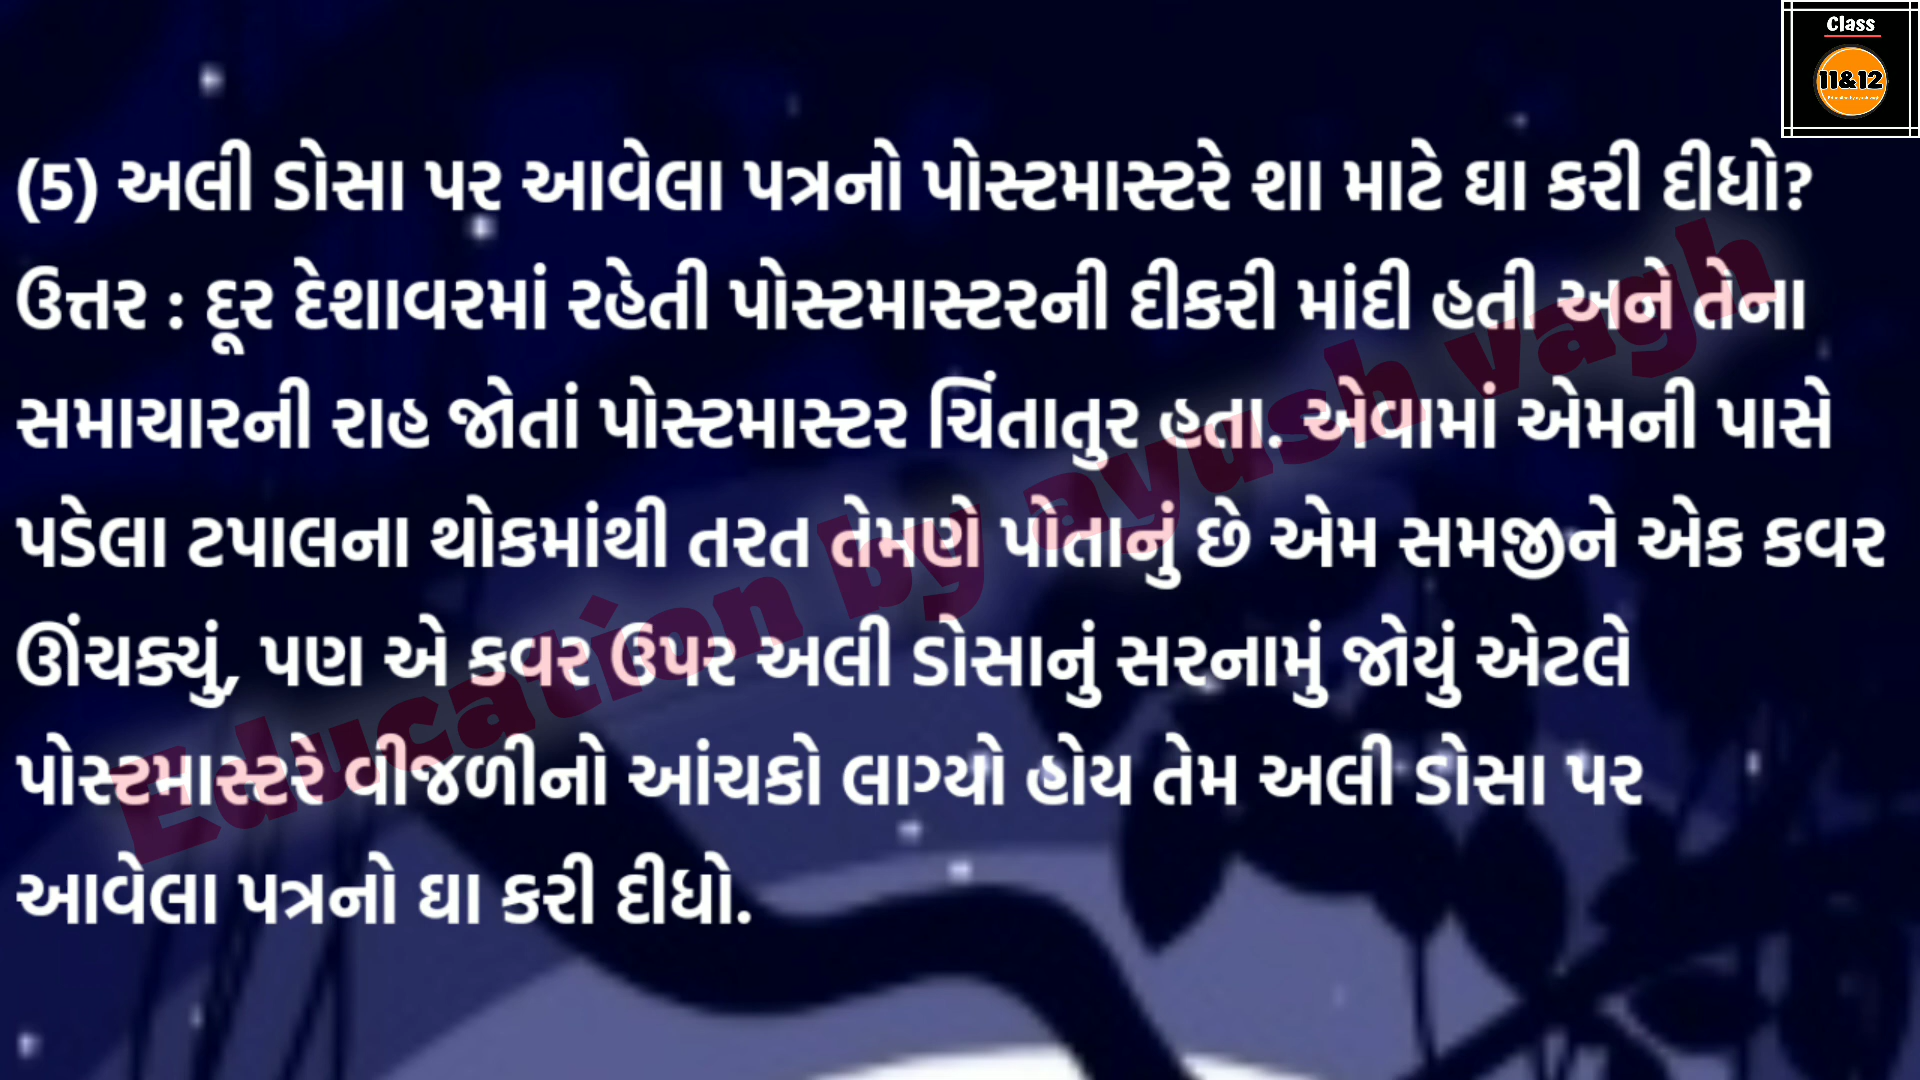 Class
11&12
(5) અલી ડોસા પર આવેલા પત્રનો પોસ્ટમાસ્ટરે શા માટે ઘા કરી દીધો?
ઉત્તર : દૂર દેશાવરમાં રહેતી પોસ્ટમાસ્ટરની દીકરી માંદી હતી અને તેના
સમાચારની રાહ જોતાં પોસ્ટમાસ્ટર ચિંતાતુર હતા. એવામાં એમની પાસે
પડેલા ટપાલના થોકમાંથી તરત તેમણે પોતાનું છે એમ સમજીને એક કવર
ઊંચક્યું, પણ એ કવર ઉપર અલી ડોસાનું સરનામું જોયું એટલે
પોસ્ટમાસ્ટરે વીજળીનો આંચકો લાગ્યો હોય તેમ અલી ડોસા પર
આવેલા પત્રનો ઘા કરી દીધો.
Education by ayush vagh